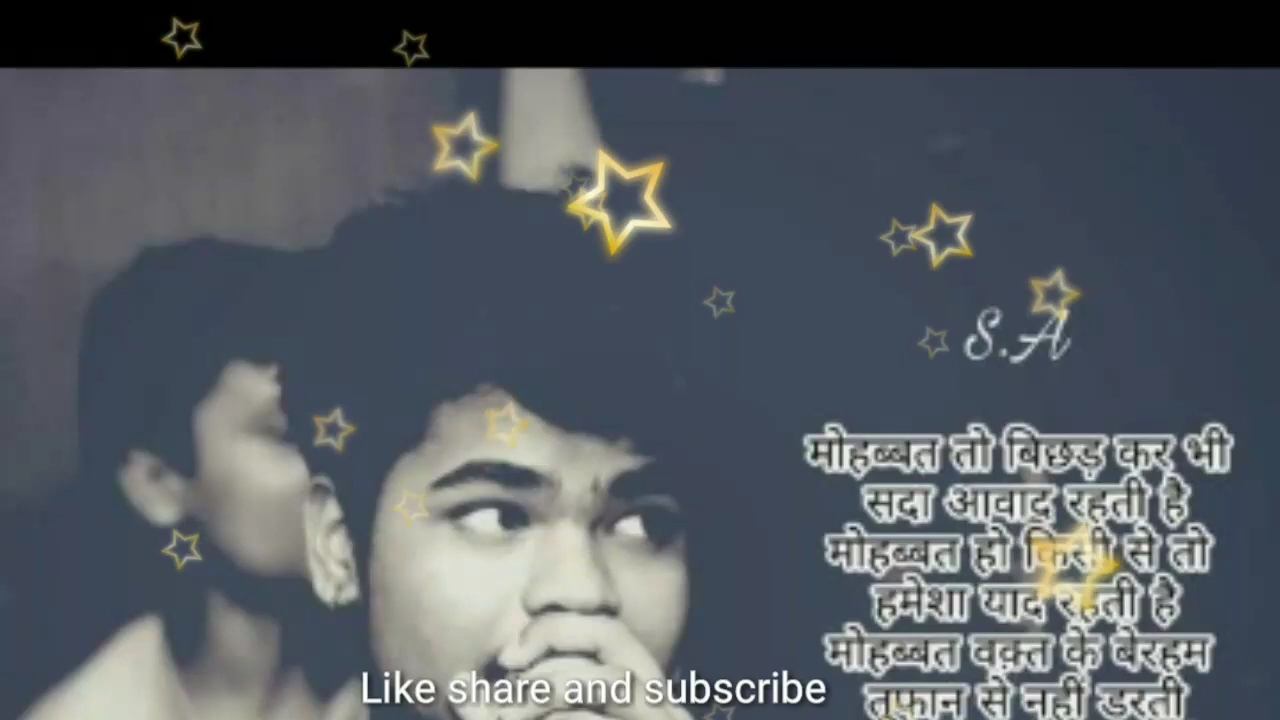 S.A
मोहब्बत तो बिछड़ कर भी
सदा आवाद रहती है
मोहब्बत हो किसी से तो
हमेशा याद रहती है
मोहब्बत वक़्त के बेरहम
तूफान से नहीं डरती
Like share and subscribe